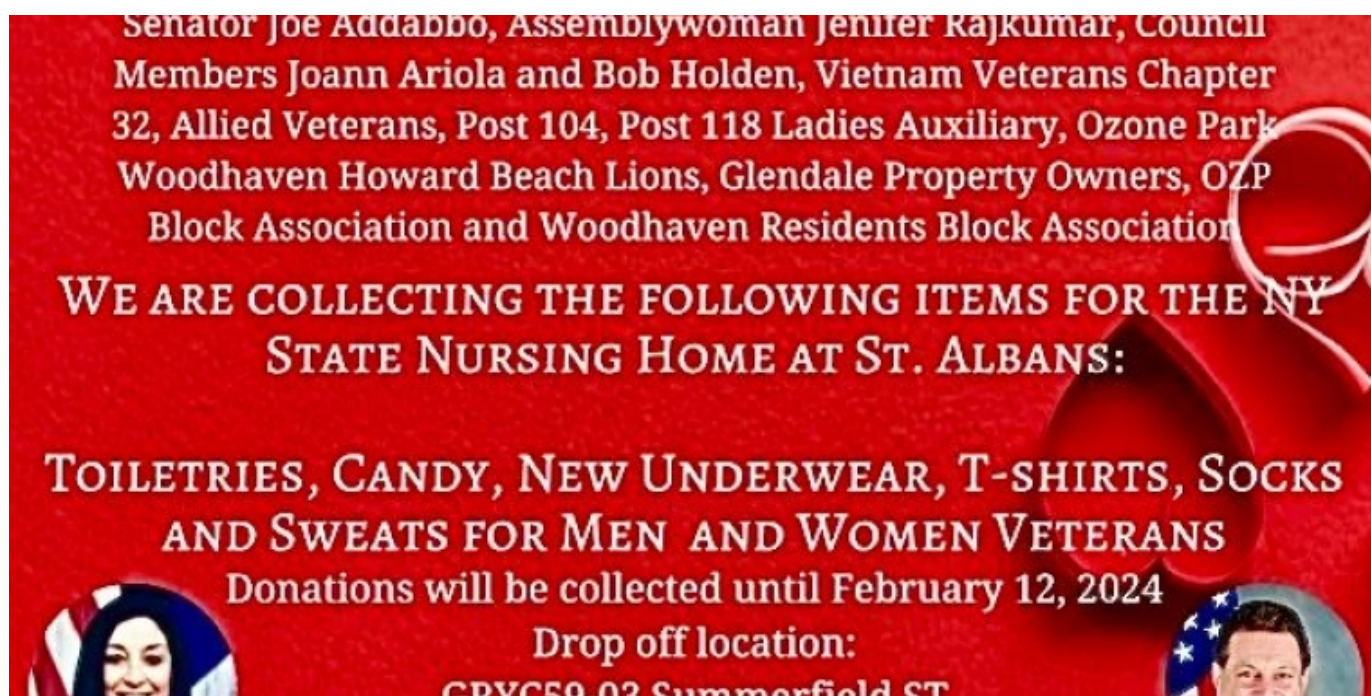 Senator Joe Addabbo, Assemblywoman Jenifer Rajkumar, Council
Members Joann Ariola and Bob Holden, Vietnam Veterans Chapter
32, Allied Veterans, Post 104, Post 118 Ladies Auxiliary, Ozone Park
Woodhaven Howard Beach Lions, Glendale Property Owners, OZP
Block Association and Woodhaven Residents Block Association
WE ARE COLLECTING THE FOLLOWING ITEMS FOR THE NY
STATE NURSING HOME AT ST. ALBANS:
TOILETRIES, CANDY, NEW UNDERWEAR, T-SHIRTS, SOCKS
AND SWEATS FOR MEN AND WOMEN VETERANS
Donations will be collected until February 12, 2024
Drop off location:
GRYC59-03 Summerfield ST